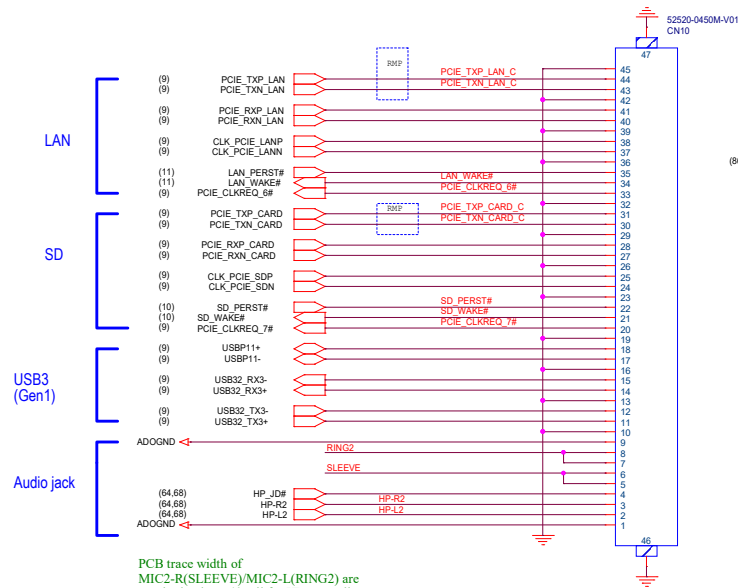 52520-0450M-V01
CN10
47
RMP
45
(9) PCIE_TXP_LAN PCIE_TXP_LAN_C 44
(9) PCIE_TXN_LAN PCIE_TXN_LAN_C 43
42
(9) PCIE_RXP_LAN 41
(9) PCIE_RXN_LAN 40
39
LAN
(9) CLK_PCIE_LANP 38
(9) CLK_PCIE_LANN 37
36
(11) LAN_PERST# 35
(11) LAN_WAKE# LAN_WAKE# 34
(9) PCIE_CLKREQ_6# PCIE_CLKREQ_6# 33
32
RMP
(9) PCIE_TXP_CARD PCIE_TXP_CARD_C 31
(9) PCIE_TXN_CARD PCIE_TXN_CARD_C 30
29
SD
(9) PCIE_RXP_CARD 28
(9) PCIE_RXN_CARD 27
26
(9) CLK_PCIE_SDP 25
(9) CLK_PCIE_SDN 24
23
(10) SD_PERST# SD_PERST# 22
(10) SD_WAKE# SD_WAKE# 21
(9) PCIE_CLKREQ_7# PCIE_CLKREQ_7# 20
19
(9) USBP11+ 18
(9) USBP11- 17
16
USB3
(Gen1)
(9) USB32_RX3- 15
(9) USB32_RX3+ 14
13
(9) USB32_TX3- 12
(9) USB32_TX3+ 11
10
ADOGND 9
RING2 8
7
Audio jack
SLEEVE 6
5
(64,68) HP_JD# 4
(64,68) HP-R2 HP-R2 3
(64,68) HP-L2 HP-L2 2
ADOGND 1
46
PCB trace width of
MIC2-R(SLEEVE)/MIC2-L(RING2) are